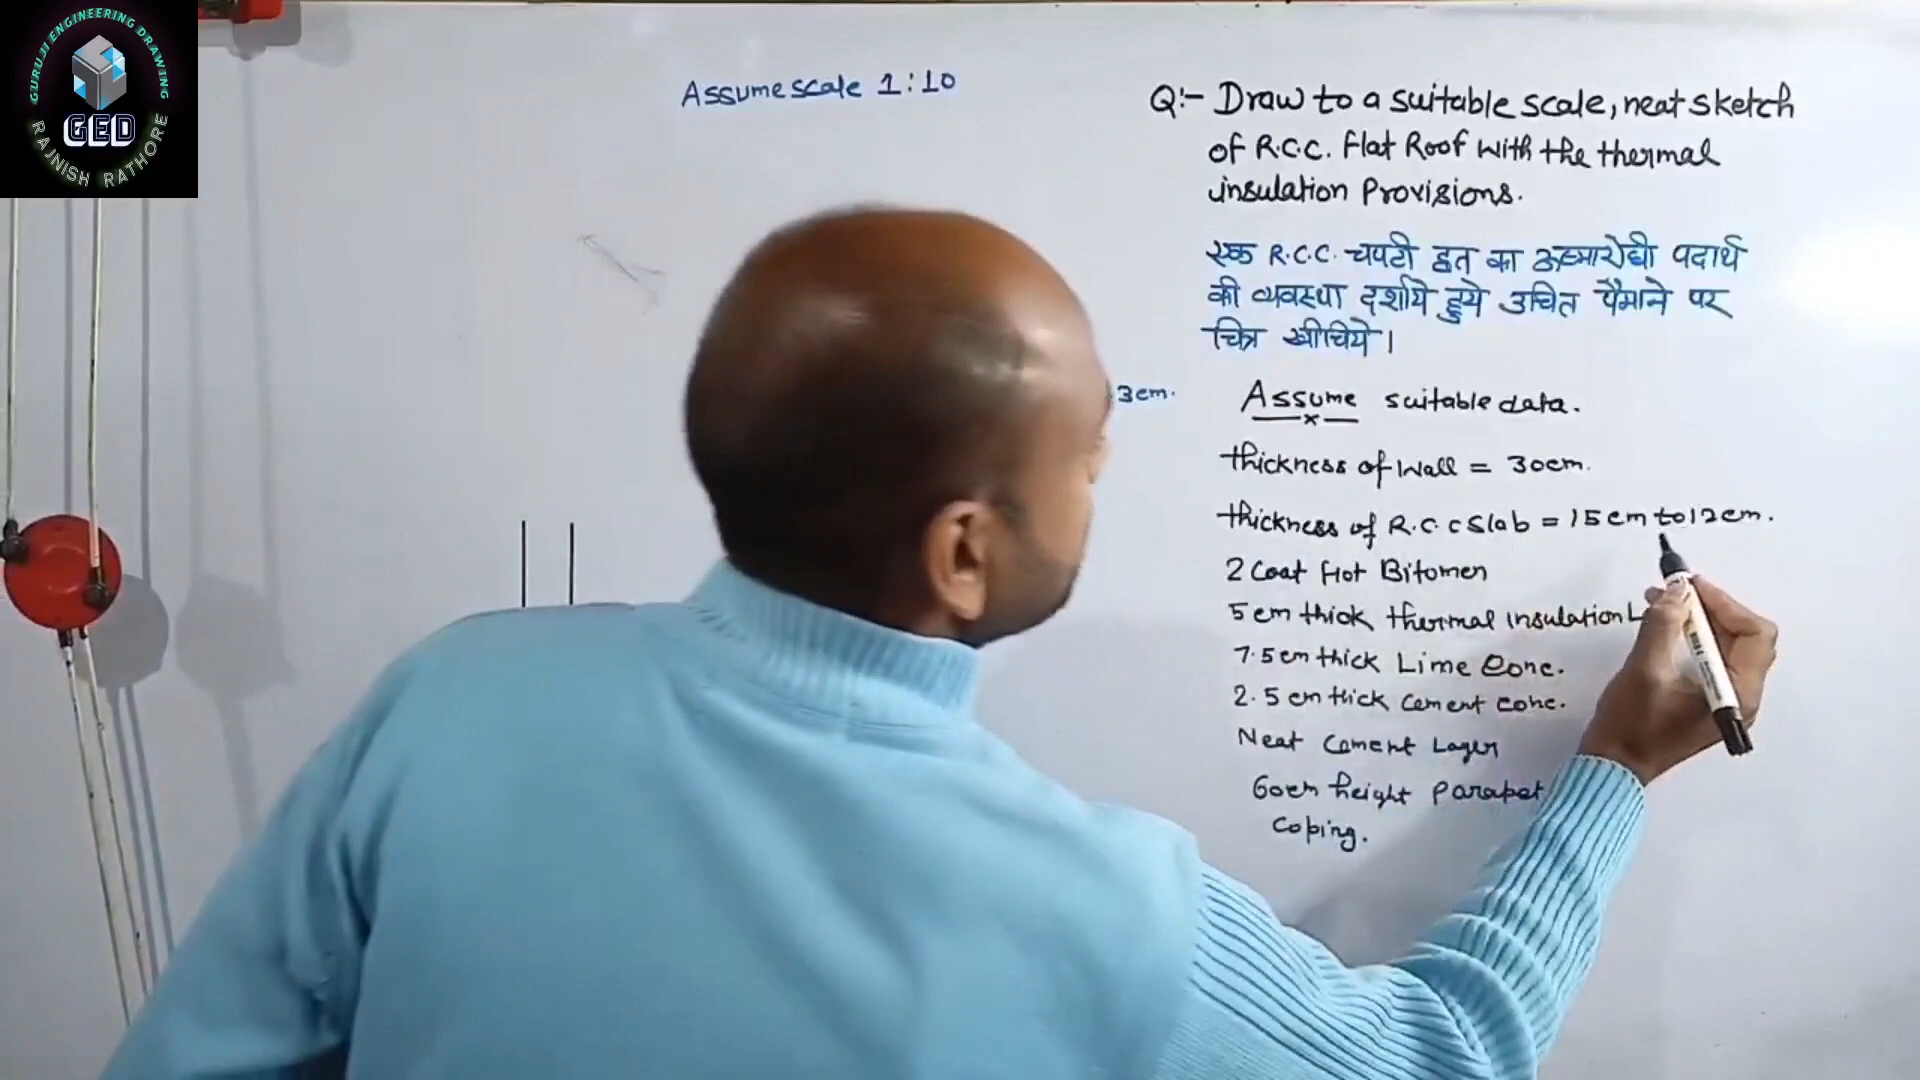 GURUJI ENGINEERING DRAWING
GED
RAJNISH RATHORE
Assume scale 1:10
Q:- Draw to a suitable scale, neat sketch
of R.C.C. Flat Roof with the thermal
insulation Provisions.
एक R.C.C. चपटी छत का ऊष्मारोधी पदार्थ
की व्यवस्था दर्शाये हुये उचित पैमाने पर
चित्र खीचिये।
3cm.
Assume suitable data.
thickness of Wall = 30cm.
thickness of R.C.C Slab = 15cm to 12cm.
2 Coat Hot Bitomen
5cm thick thermal insulation L
7.5cm thick Lime Conc.
2.5cm thick Cement Conc.
Neat Cement Layer
60cm height Parapet
Coping.